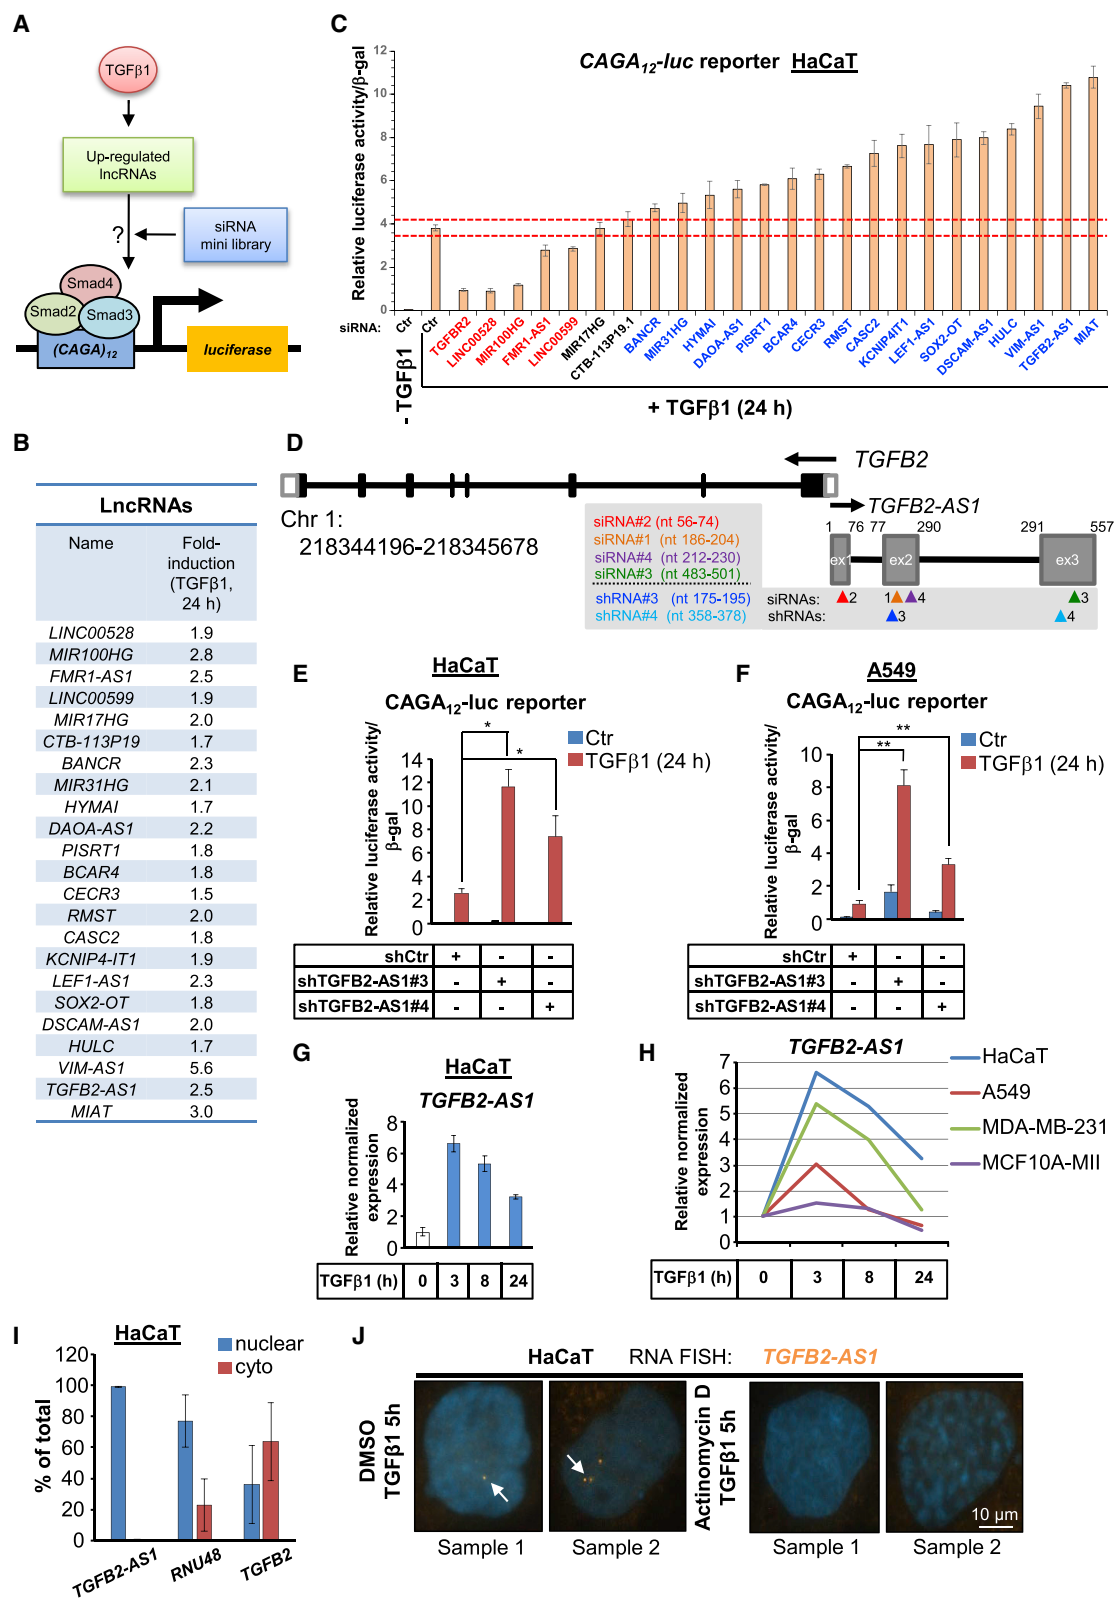 A
TGFβ1
Up-regulated
lncRNAs
?
siRNA
mini library
Smad4
Smad2
Smad3
(CAGA)12
luciferase
B
LncRNAs
Name
Fold-
induction
(TGFβ1,
24 h)
LINC00528 1.9
MIR100HG 2.8
FMR1-AS1 2.5
LINC00599 1.9
MIR17HG 2.0
CTB-113P19 1.7
BANCR 2.3
MIR31HG 2.1
HYMAI 1.7
DAOA-AS1 2.2
PISRT1 1.8
BCAR4 1.8
CECR3 1.5
RMST 2.0
CASC2 1.8
KCNIP4-IT1 1.9
LEF1-AS1 2.3
SOX2-OT 1.8
DSCAM-AS1 2.0
HULC 1.7
VIM-AS1 5.6
TGFB2-AS1 2.5
MIAT 3.0
C
CAGA12-luc reporter HaCaT
Relative luciferase activity/β-gal
12
10
8
6
4
2
0
siRNA:
Ctr
Ctr
TGFBR2
LINC00528
MIR100HG
FMR1-AS1
LINC00599
MIR17HG
CTB-113P19.1
BANCR
MIR31HG
HYMAI
DAOA-AS1
PISRT1
BCAR4
CECR3
RMST
CASC2
KCNIP4IT1
LEF1-AS1
SOX2-OT
DSCAM-AS1
HULC
VIM-AS1
TGFB2-AS1
MIAT
- TGFβ1
+ TGFβ1 (24 h)
D
TGFB2
TGFB2-AS1
Chr 1:
218344196-218345678
siRNA#2 (nt 56-74)
siRNA#1 (nt 186-204)
siRNA#4 (nt 212-230)
siRNA#3 (nt 483-501)
shRNA#3 (nt 175-195)
shRNA#4 (nt 358-378)
1 76 77 290 291 557
ex1 ex2 ex3
siRNAs: 2 1 4 3
shRNAs: 3 4
E
HaCaT
CAGA12-luc reporter
Relative luciferase activity/
β-gal
14
12
10
8
6
4
2
0
*
*
Ctr
TGFβ1 (24 h)
shCtr + - -
shTGFB2-AS1#3 - + -
shTGFB2-AS1#4 - - +
F
A549
CAGA12-luc reporter
Relative luciferase activity/
β-gal
10
8
6
4
2
0
**
**
Ctr
TGFβ1 (24 h)
shCtr + - -
shTGFB2-AS1#3 - + -
shTGFB2-AS1#4 - - +
G
HaCaT
TGFB2-AS1
Relative normalized
expression
8
6
4
2
0
TGFβ1 (h) 0 3 8 24
H
TGFB2-AS1
Relative normalized
expression
7
6
5
4
3
2
1
0
HaCaT
A549
MDA-MB-231
MCF10A-MII
TGFβ1 (h) 0 3 8 24
I
HaCaT
nuclear
cyto
% of total
120
100
80
60
40
20
0
TGFB2-AS1
RNU48
TGFB2
J
HaCaT RNA FISH: TGFB2-AS1
DMSO
TGFβ1 5h
Actinomycin D
TGFβ1 5h
10 µm
Sample 1
Sample 2
Sample 1
Sample 2